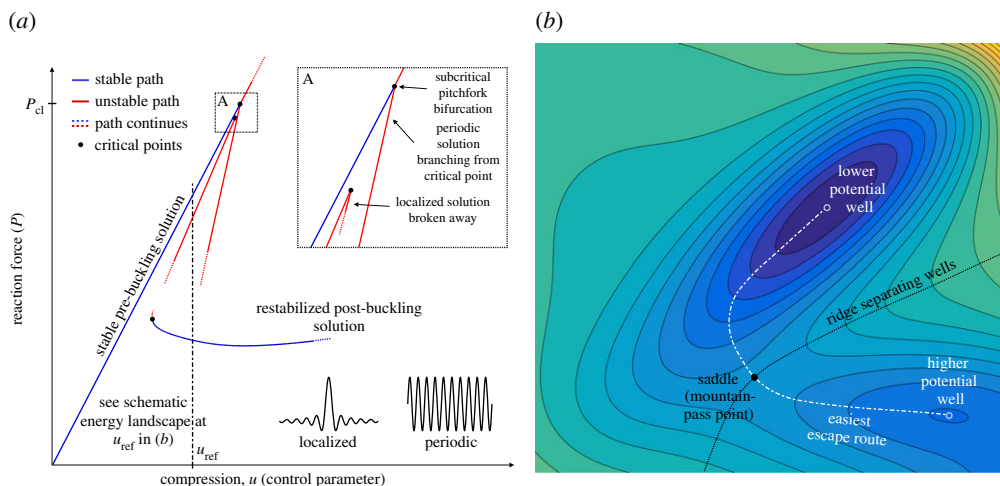 (a)
P_cl
stable path
unstable path
path continues
critical points
A
reaction force (P)
stable pre-buckling solution
A
subcritical
pitchfork
bifurcation
periodic
solution
branching from
critical point
localized solution
broken away
restabilized post-buckling
solution
see schematic
energy landscape at
u_ref in (b)
u_ref
localized
periodic
compression, u (control parameter)
(b)
lower
potential
well
ridge separating wells
saddle
(mountain-
pass point)
higher
potential
well
easiest
escape route